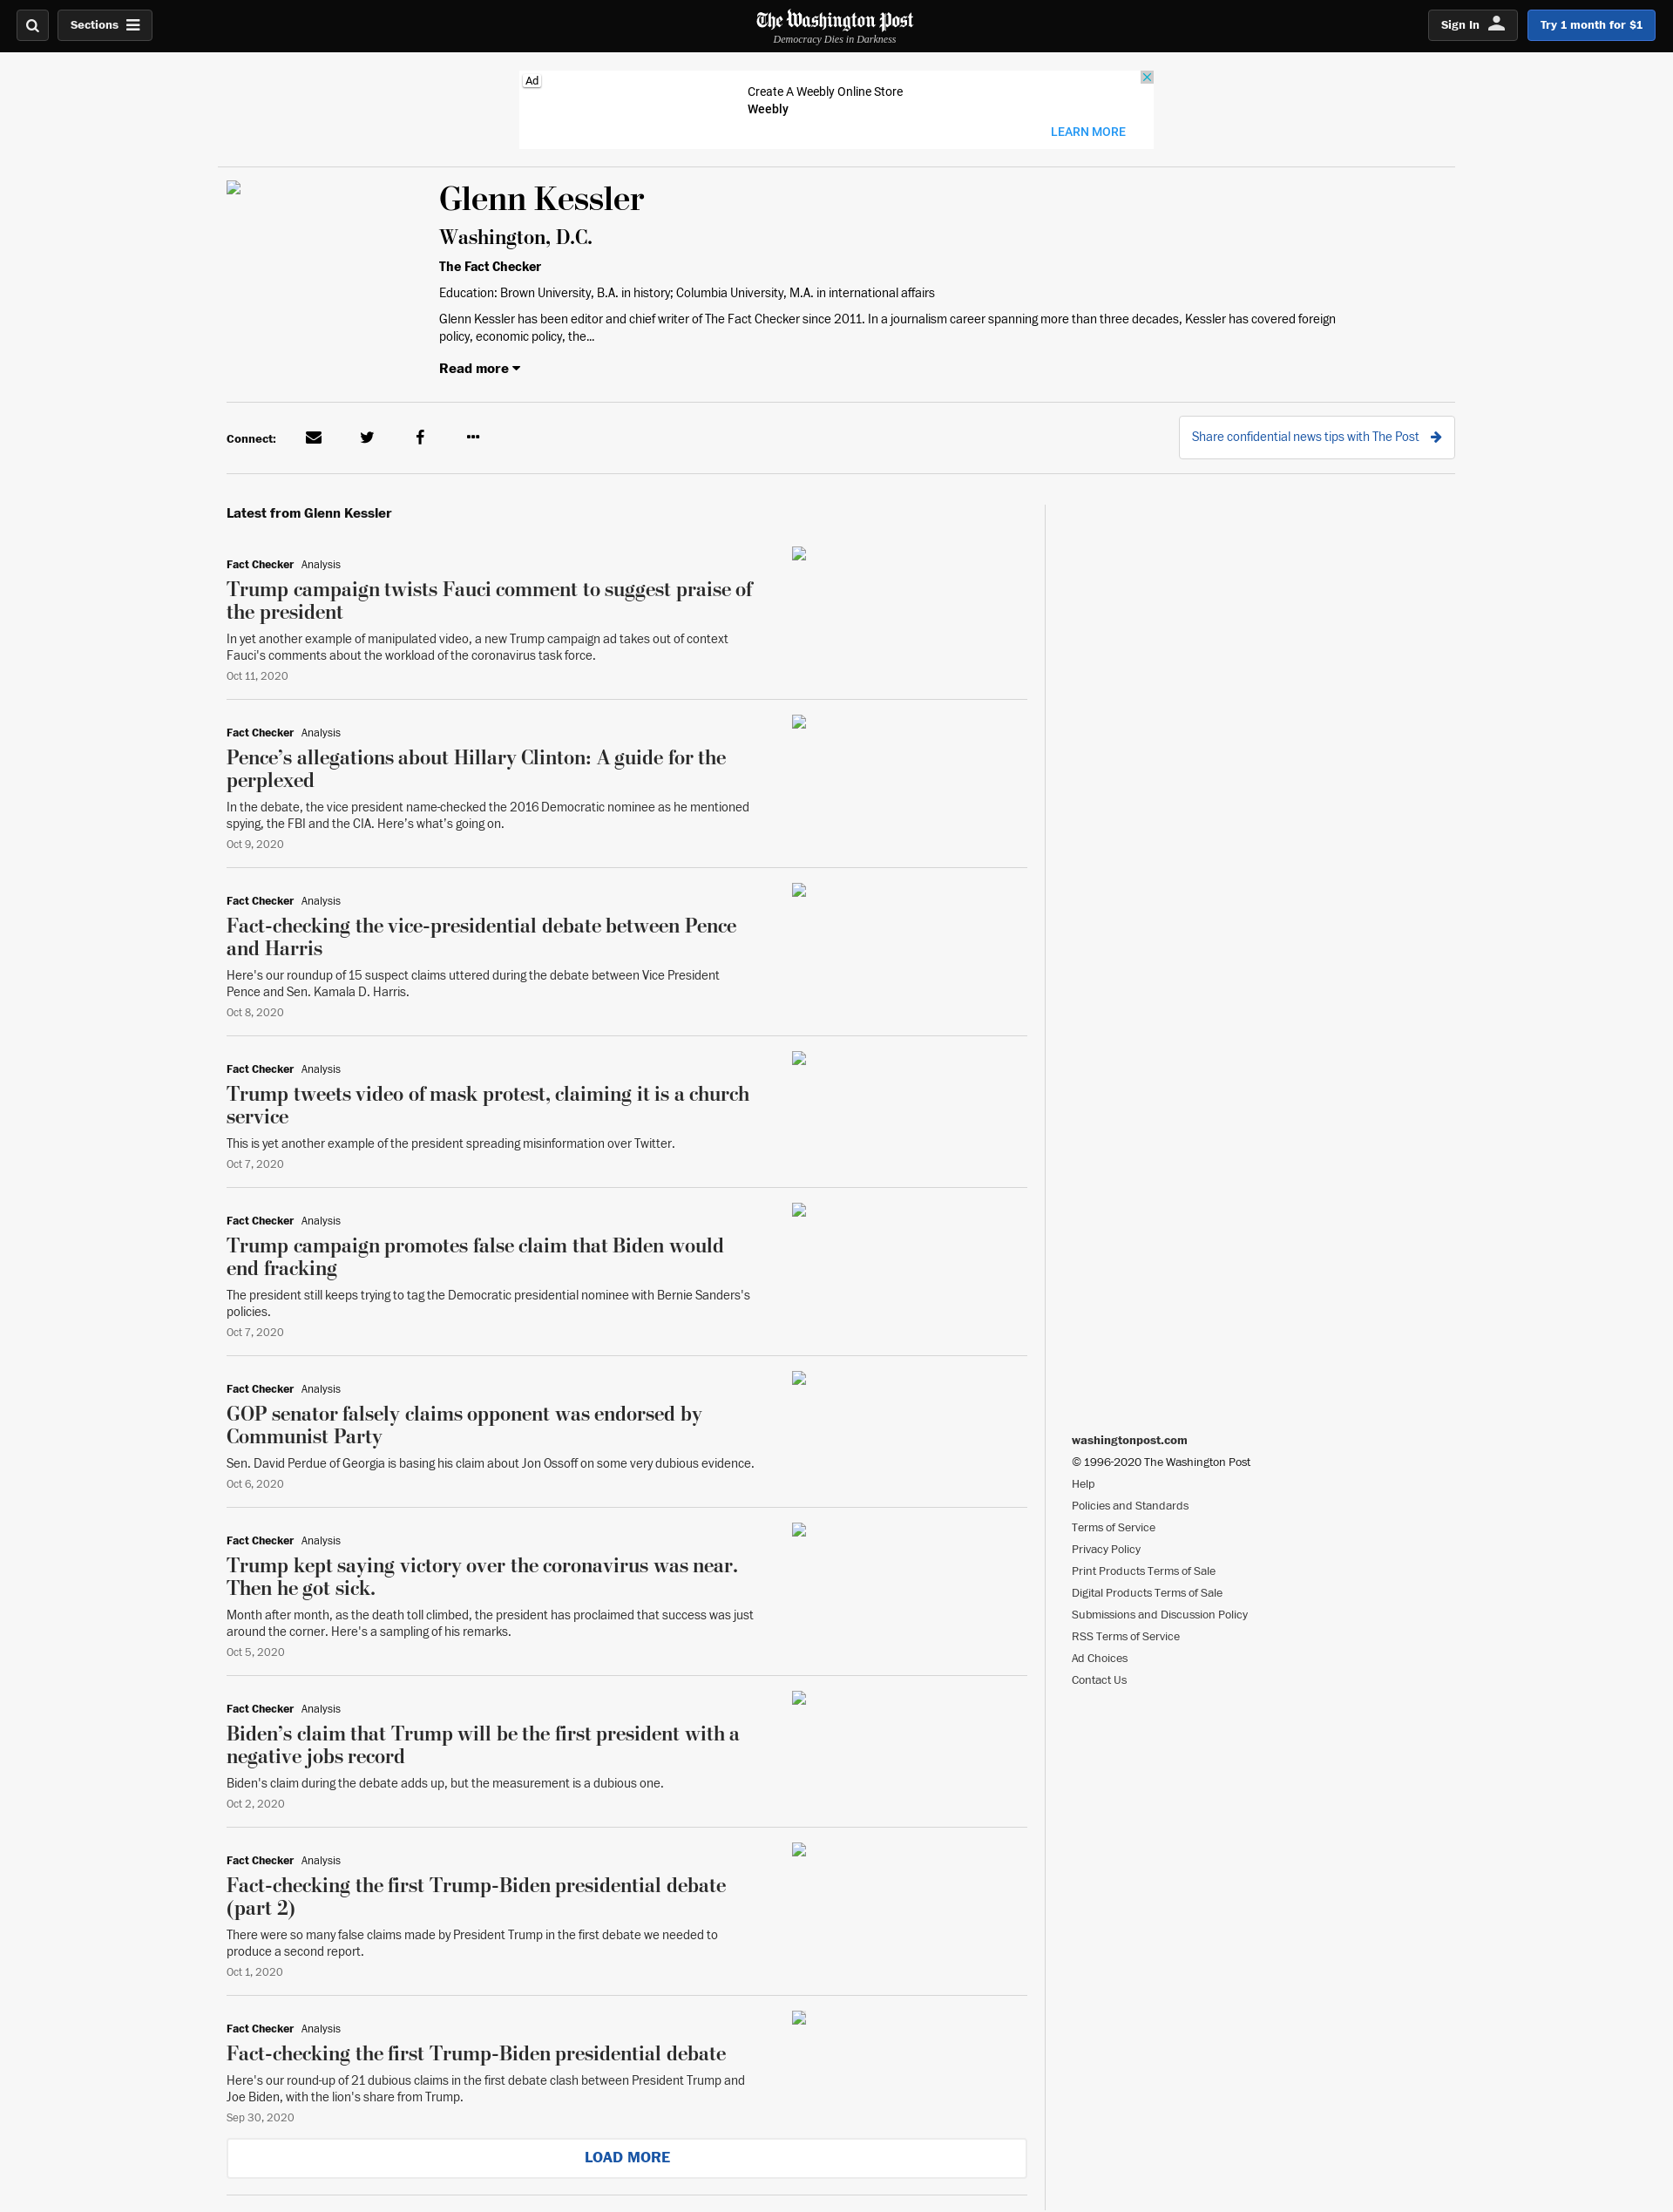 Sections
The Washington Post
Democracy Dies in Darkness
Sign In
Try 1 month for $1
Ad
Create A Weebly Online Store
Weebly
LEARN MORE
Glenn Kessler
Washington, D.C.
The Fact Checker
Education: Brown University, B.A. in history; Columbia University, M.A. in international affairs
Glenn Kessler has been editor and chief writer of The Fact Checker since 2011. In a journalism career spanning more than three decades, Kessler has covered foreign
policy, economic policy, the...
Read more
Connect:
Share confidential news tips with The Post
Latest from Glenn Kessler
Fact Checker Analysis
Trump campaign twists Fauci comment to suggest praise of
the president
In yet another example of manipulated video, a new Trump campaign ad takes out of context
Fauci's comments about the workload of the coronavirus task force.
Oct 11, 2020
Fact Checker Analysis
Pence’s allegations about Hillary Clinton: A guide for the
perplexed
In the debate, the vice president name-checked the 2016 Democratic nominee as he mentioned
spying, the FBI and the CIA. Here’s what’s going on.
Oct 9, 2020
Fact Checker Analysis
Fact-checking the vice-presidential debate between Pence
and Harris
Here's our roundup of 15 suspect claims uttered during the debate between Vice President
Pence and Sen. Kamala D. Harris.
Oct 8, 2020
Fact Checker Analysis
Trump tweets video of mask protest, claiming it is a church
service
This is yet another example of the president spreading misinformation over Twitter.
Oct 7, 2020
Fact Checker Analysis
Trump campaign promotes false claim that Biden would
end fracking
The president still keeps trying to tag the Democratic presidential nominee with Bernie Sanders's
policies.
Oct 7, 2020
Fact Checker Analysis
GOP senator falsely claims opponent was endorsed by
Communist Party
Sen. David Perdue of Georgia is basing his claim about Jon Ossoff on some very dubious evidence.
Oct 6, 2020
Fact Checker Analysis
Trump kept saying victory over the coronavirus was near.
Then he got sick.
Month after month, as the death toll climbed, the president has proclaimed that success was just
around the corner. Here's a sampling of his remarks.
Oct 5, 2020
Fact Checker Analysis
Biden’s claim that Trump will be the first president with a
negative jobs record
Biden's claim during the debate adds up, but the measurement is a dubious one.
Oct 2, 2020
Fact Checker Analysis
Fact-checking the first Trump-Biden presidential debate
(part 2)
There were so many false claims made by President Trump in the first debate we needed to
produce a second report.
Oct 1, 2020
Fact Checker Analysis
Fact-checking the first Trump-Biden presidential debate
Here's our round-up of 21 dubious claims in the first debate clash between President Trump and
Joe Biden, with the lion's share from Trump.
Sep 30, 2020
LOAD MORE
washingtonpost.com
© 1996-2020 The Washington Post
Help
Policies and Standards
Terms of Service
Privacy Policy
Print Products Terms of Sale
Digital Products Terms of Sale
Submissions and Discussion Policy
RSS Terms of Service
Ad Choices
Contact Us